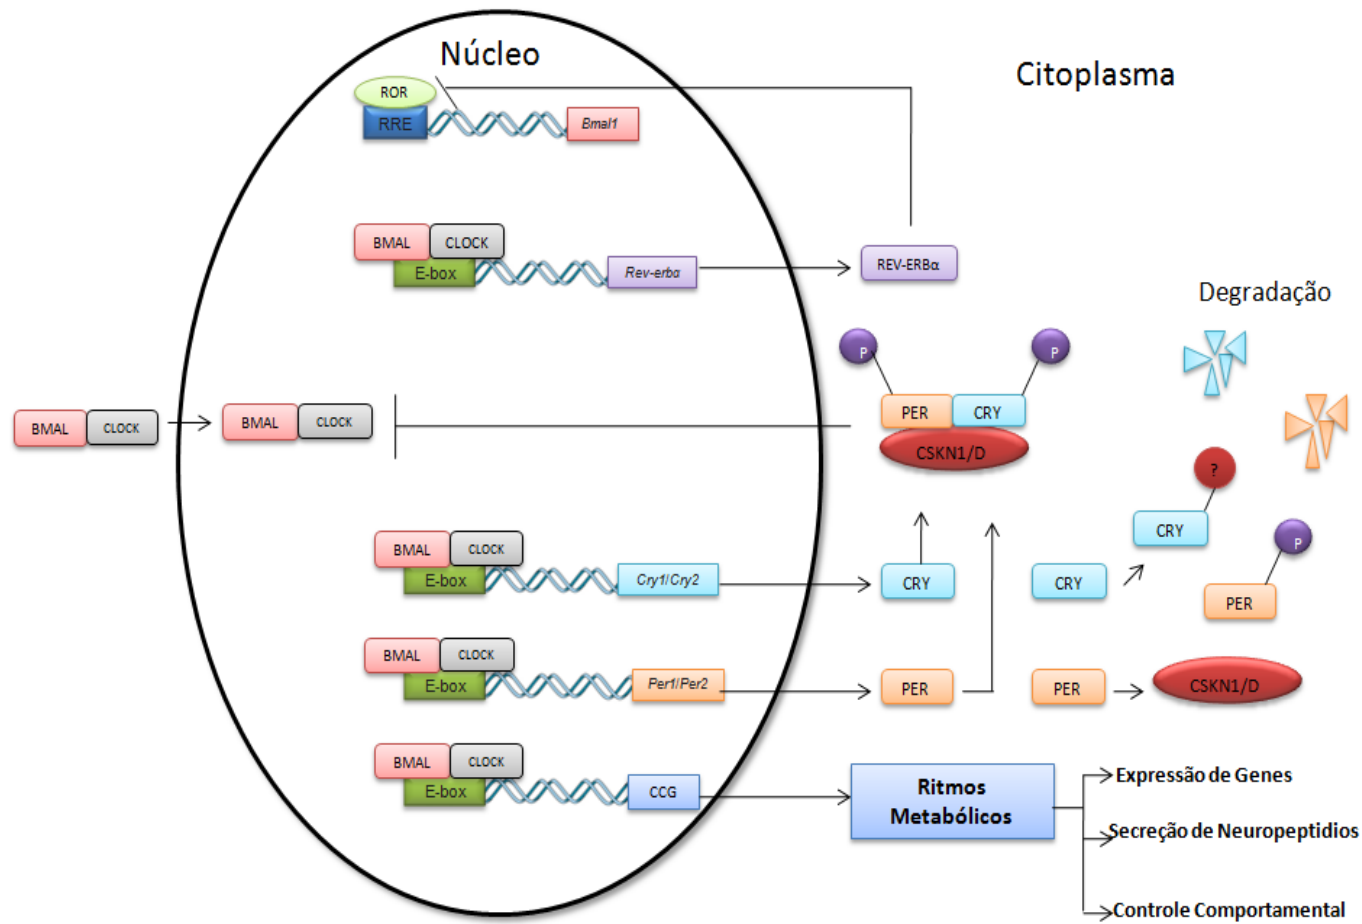 Núcleo
Citoplasma
ROR
RRE
Bmal1
BMAL
CLOCK
E-box
Rev-erbα
REV-ERBα
Degradação
P
P
PER
CRY
CSKN1/D
BMAL
CLOCK
BMAL
CLOCK
?
CRY
P
PER
BMAL
CLOCK
E-box
Cry1/Cry2
CRY
CRY
BMAL
CLOCK
E-box
Per1/Per2
PER
PER
CSKN1/D
BMAL
CLOCK
E-box
CCG
Ritmos
Metabólicos
Expressão de Genes
Secreção de Neuropeptidios
Controle Comportamental